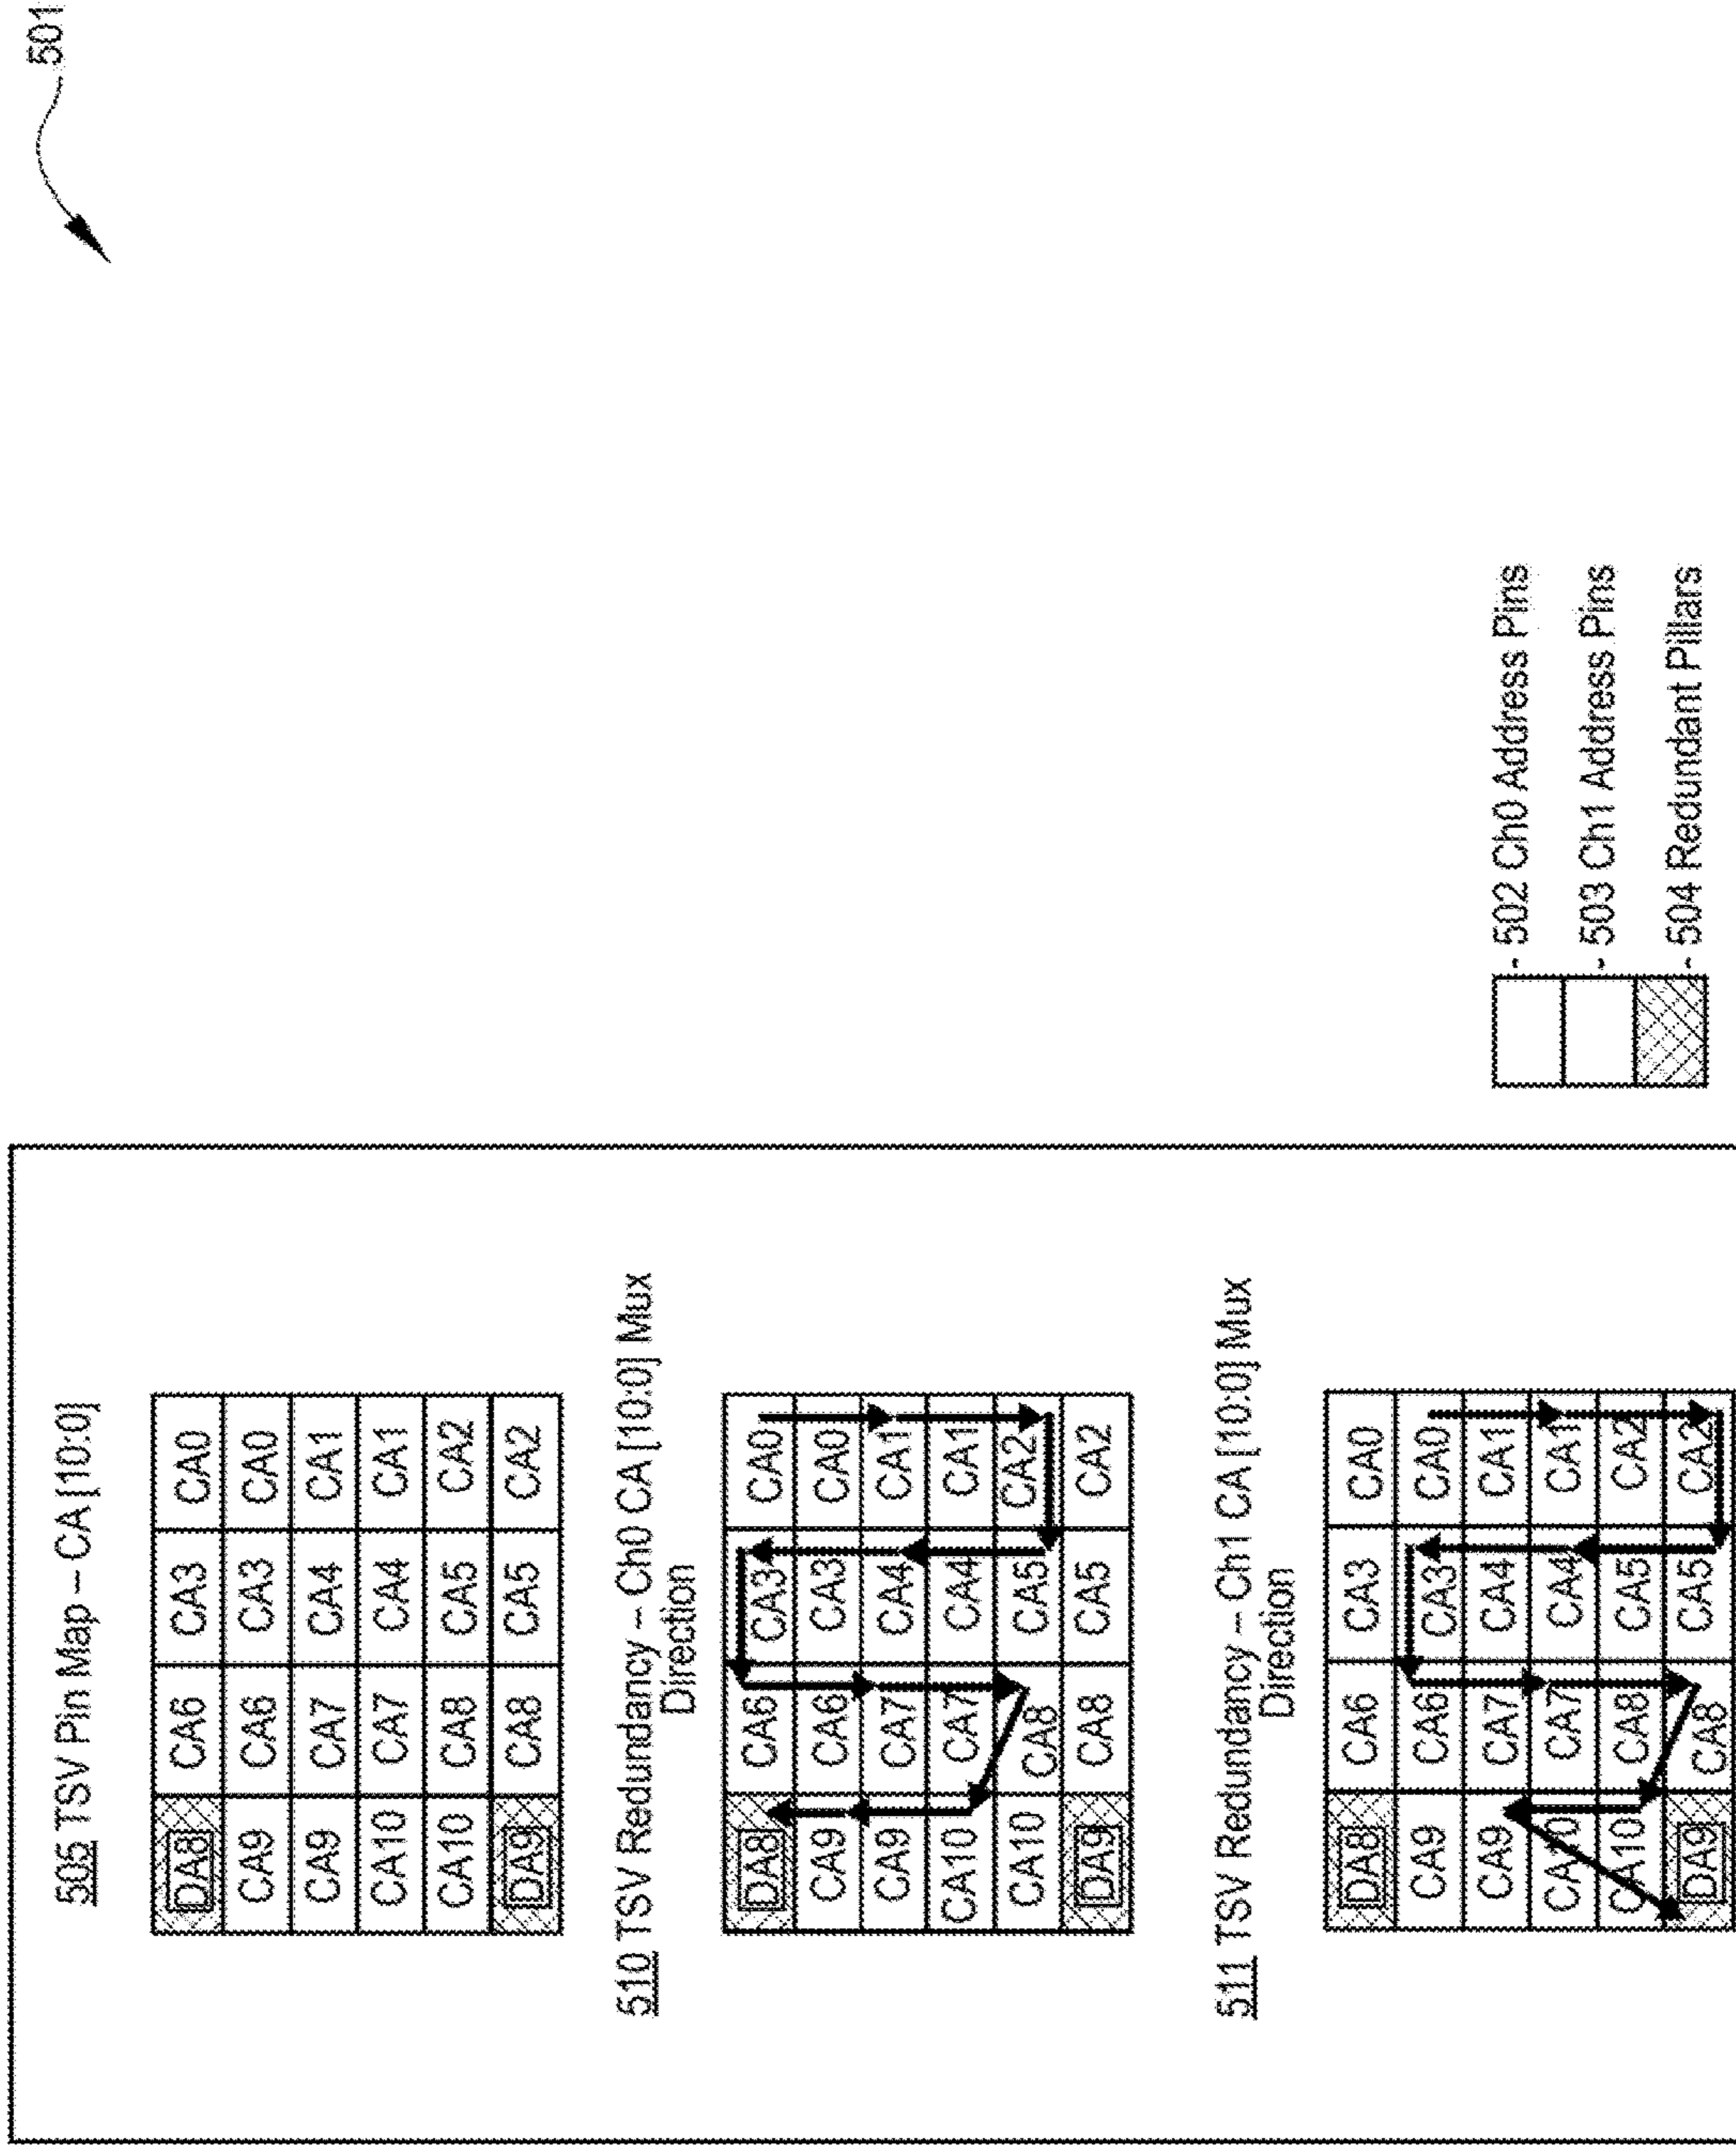 501
505 TSV Pin Map – CA [10:0]
DA8 CA6 CA3 CA0
CA9 CA6 CA3 CA0
CA9 CA7 CA4 CA1
CA10 CA7 CA4 CA1
CA10 CA8 CA5 CA2
DA9 CA8 CA5 CA2
510 TSV Redundancy – Ch0 CA [10:0] Mux
Direction
DA8 CA6 CA3 CA0
CA9 CA6 CA3 CA0
CA9 CA7 CA4 CA1
CA10 CA7 CA4 CA1
CA10 CA8 CA5 CA2
DA9 CA8 CA5 CA2
511 TSV Redundancy – Ch1 CA [10:0] Mux
Direction
DA8 CA6 CA3 CA0
CA9 CA6 CA3 CA0
CA9 CA7 CA4 CA1
CA10 CA7 CA4 CA1
CA10 CA8 CA5 CA2
DA9 CA8 CA5 CA2
- 502 Ch0 Address Pins
- 503 Ch1 Address Pins
- 504 Redundant Pillars